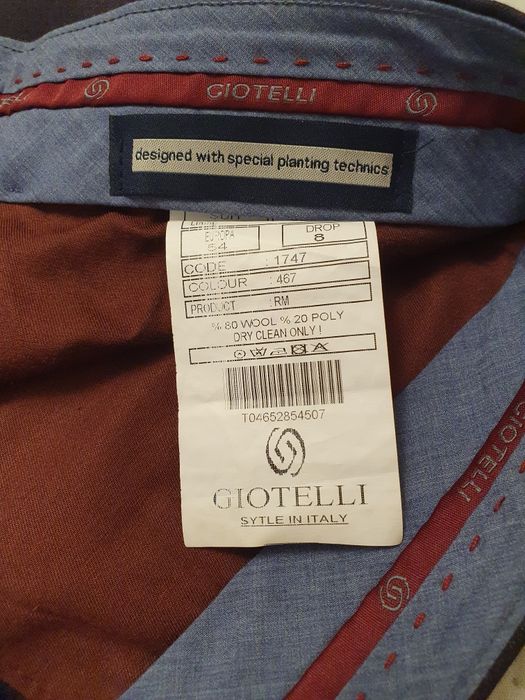 GIOTELLI
designed with special planting technics
EUROPA
54
DROP
8
CODE : 1747
COLOUR : 467
PRODUCT : RM
% 80 WOOL % 20 POLY
DRY CLEAN ONLY !
T04652854507
GIOTELLI
SYTLE IN ITALY
GIOTELLI